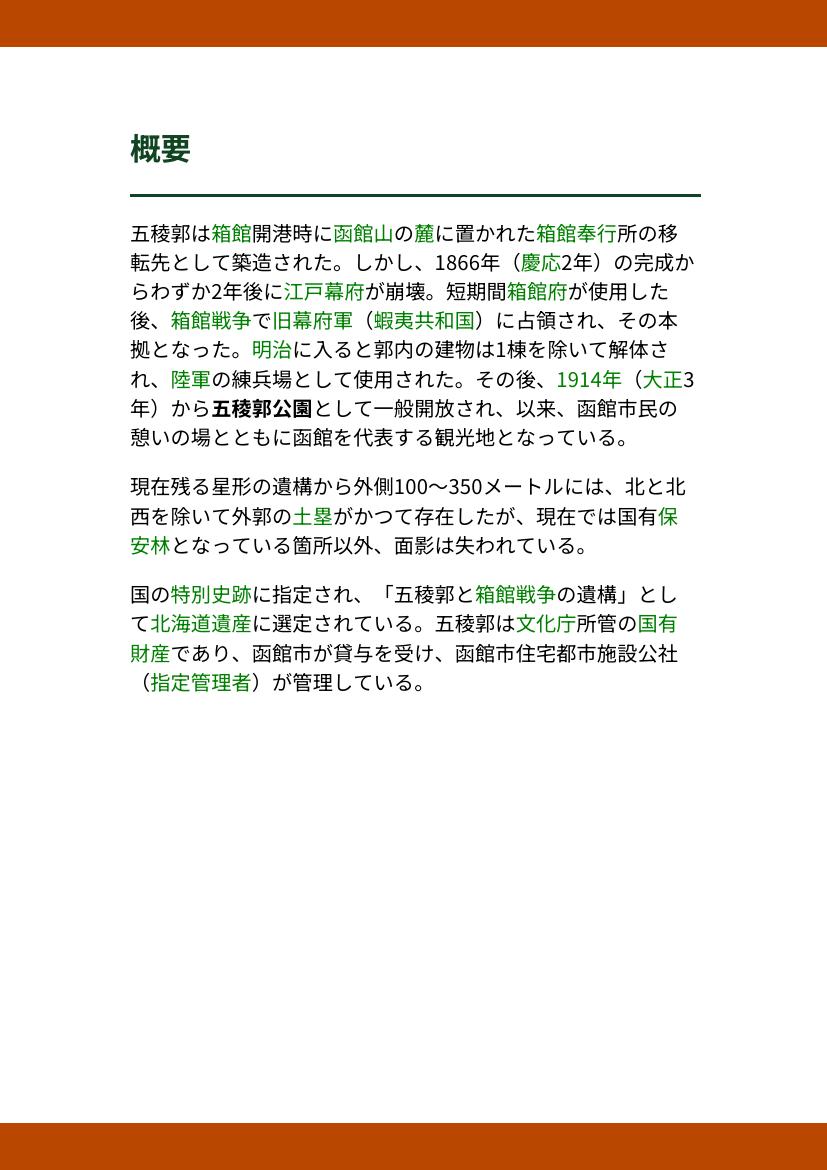 概要
五稜郭は箱館開港時に函館山の麓に置かれた箱館奉行所の移
転先として築造された。しかし、1866年（慶応2年）の完成か
らわずか2年後に江戸幕府が崩壊。短期間箱館府が使用した
後、箱館戦争で旧幕府軍（蝦夷共和国）に占領され、その本
拠となった。明治に入ると郭内の建物は1棟を除いて解体さ
れ、陸軍の練兵場として使用された。その後、1914年（大正3
年）から五稜郭公園として一般開放され、以来、函館市民の
憩いの場とともに函館を代表する観光地となっている。
現在残る星形の遺構から外側100〜350メートルには、北と北
西を除いて外郭の土塁がかつて存在したが、現在では国有保
安林となっている箇所以外、面影は失われている。
国の特別史跡に指定され、「五稜郭と箱館戦争の遺構」とし
て北海道遺産に選定されている。五稜郭は文化庁所管の国有
財産であり、函館市が貸与を受け、函館市住宅都市施設公社
（指定管理者）が管理している。